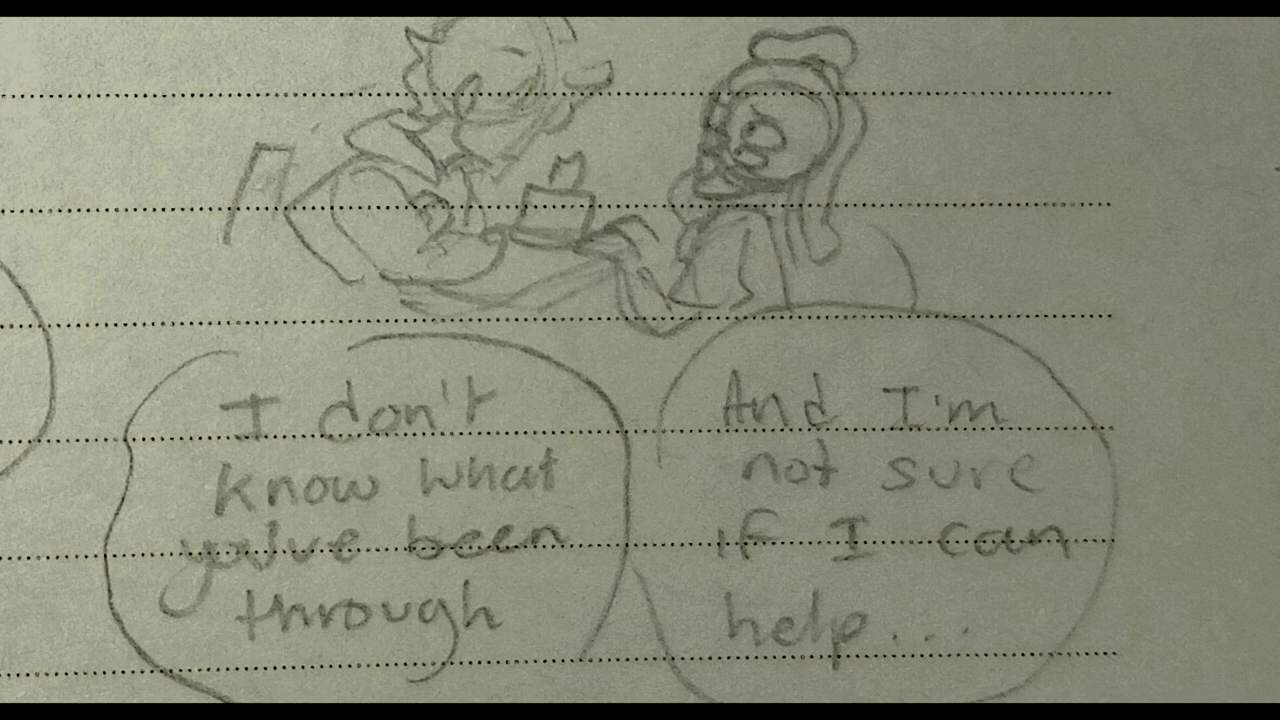 I don't
know what
you've been
through
And I'm
not sure
if I can
help...